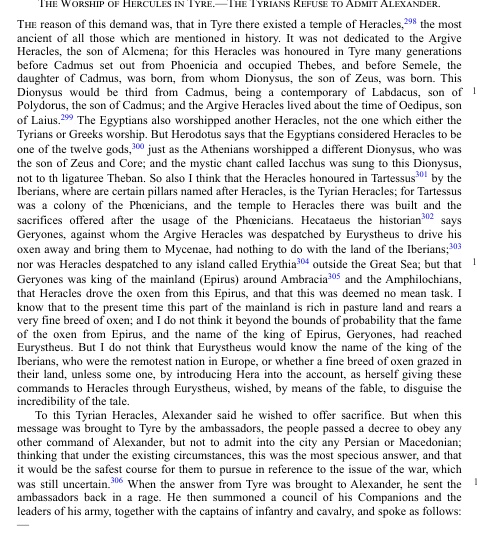 THE WORSHIP OF HERCULES IN TYRE.—THE TYRIANS REFUSE TO ADMIT ALEXANDER.
THE reason of this demand was, that in Tyre there existed a temple of Heracles,298 the most
ancient of all those which are mentioned in history. It was not dedicated to the Argive
Heracles, the son of Alcmena; for this Heracles was honoured in Tyre many generations
before Cadmus set out from Phoenicia and occupied Thebes, and before Semele, the
daughter of Cadmus, was born, from whom Dionysus, the son of Zeus, was born. This
Dionysus would be third from Cadmus, being a contemporary of Labdacus, son of 1
Polydorus, the son of Cadmus; and the Argive Heracles lived about the time of Oedipus, son
of Laius.299 The Egyptians also worshipped another Heracles, not the one which either the
Tyrians or Greeks worship. But Herodotus says that the Egyptians considered Heracles to be
one of the twelve gods,300 just as the Athenians worshipped a different Dionysus, who was
the son of Zeus and Core; and the mystic chant called Iacchus was sung to this Dionysus,
not to th ligaturee Theban. So also I think that the Heracles honoured in Tartessus301 by the
Iberians, where are certain pillars named after Heracles, is the Tyrian Heracles; for Tartessus
was a colony of the Phœnicians, and the temple to Heracles there was built and the
sacrifices offered after the usage of the Phœnicians. Hecataeus the historian302 says
Geryones, against whom the Argive Heracles was despatched by Eurystheus to drive his
oxen away and bring them to Mycenae, had nothing to do with the land of the Iberians;303
nor was Heracles despatched to any island called Erythia304 outside the Great Sea; but that 1
Geryones was king of the mainland (Epirus) around Ambracia305 and the Amphilochians,
that Heracles drove the oxen from this Epirus, and that this was deemed no mean task. I
know that to the present time this part of the mainland is rich in pasture land and rears a
very fine breed of oxen; and I do not think it beyond the bounds of probability that the fame
of the oxen from Epirus, and the name of the king of Epirus, Geryones, had reached
Eurystheus. But I do not think that Eurystheus would know the name of the king of the
Iberians, who were the remotest nation in Europe, or whether a fine breed of oxen grazed in
their land, unless some one, by introducing Hera into the account, as herself giving these
commands to Heracles through Eurystheus, wished, by means of the fable, to disguise the
incredibility of the tale.
To this Tyrian Heracles, Alexander said he wished to offer sacrifice. But when this
message was brought to Tyre by the ambassadors, the people passed a decree to obey any
other command of Alexander, but not to admit into the city any Persian or Macedonian;
thinking that under the existing circumstances, this was the most specious answer, and that
it would be the safest course for them to pursue in reference to the issue of the war, which
was still uncertain.306 When the answer from Tyre was brought to Alexander, he sent the 1
ambassadors back in a rage. He then summoned a council of his Companions and the
leaders of his army, together with the captains of infantry and cavalry, and spoke as follows:
—